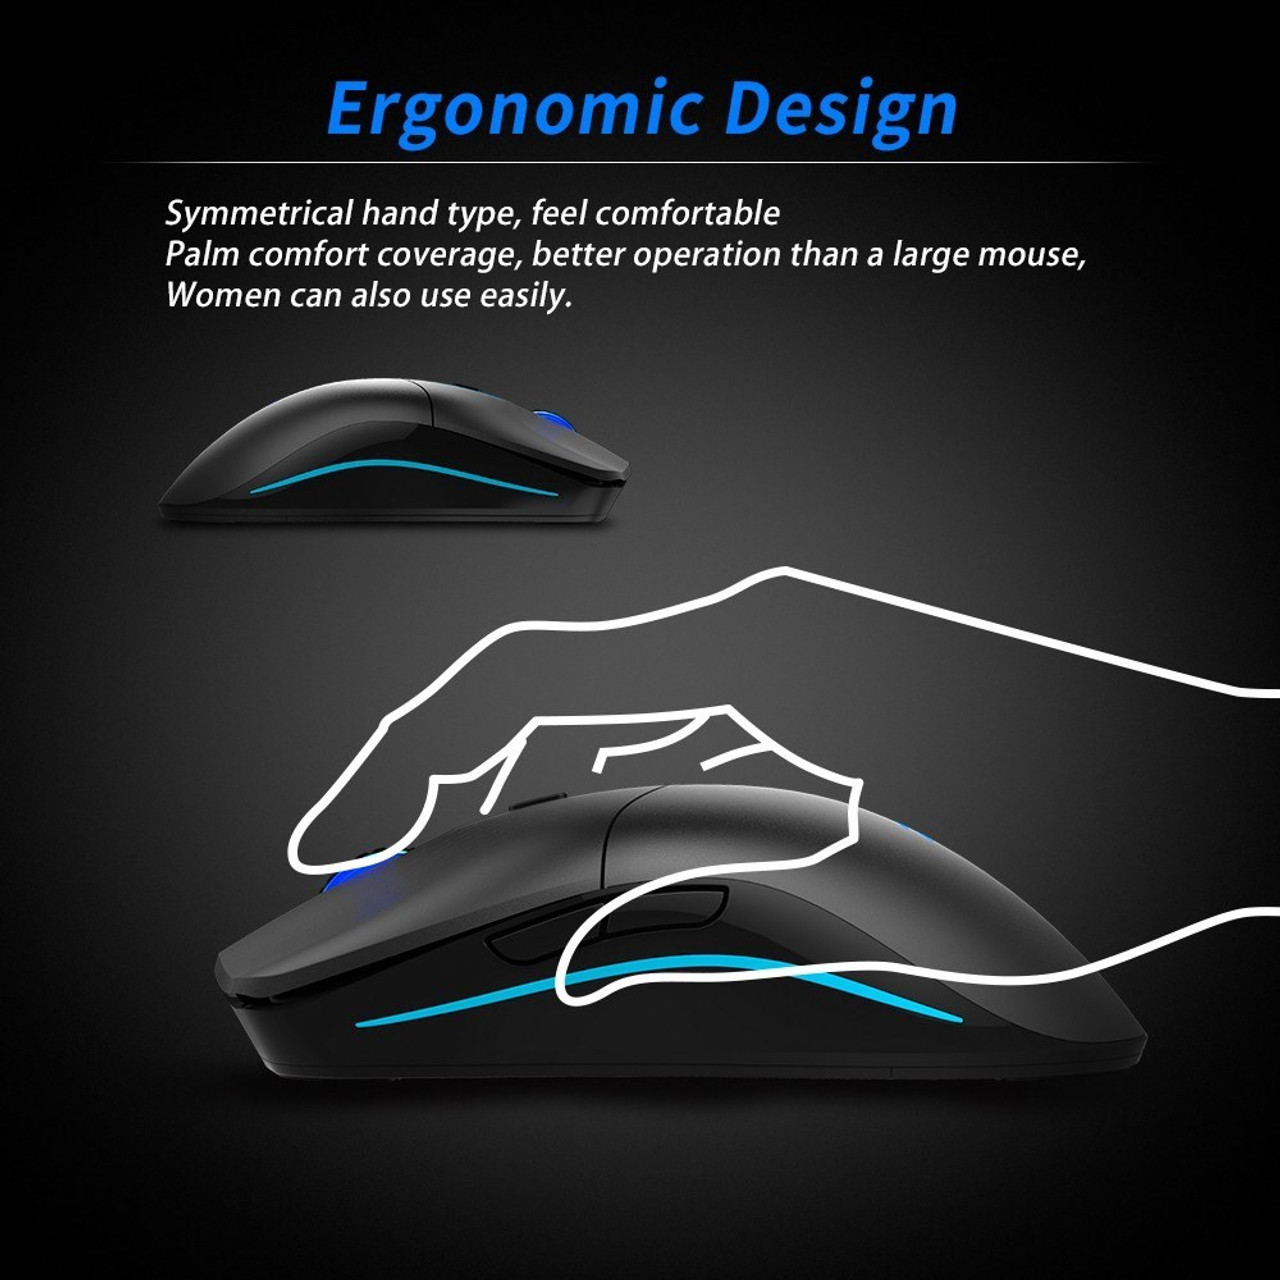 Ergonomic Design
Symmetrical hand type, feel comfortable
Palm comfort coverage, better operation than a large mouse,
Women can also use easily.